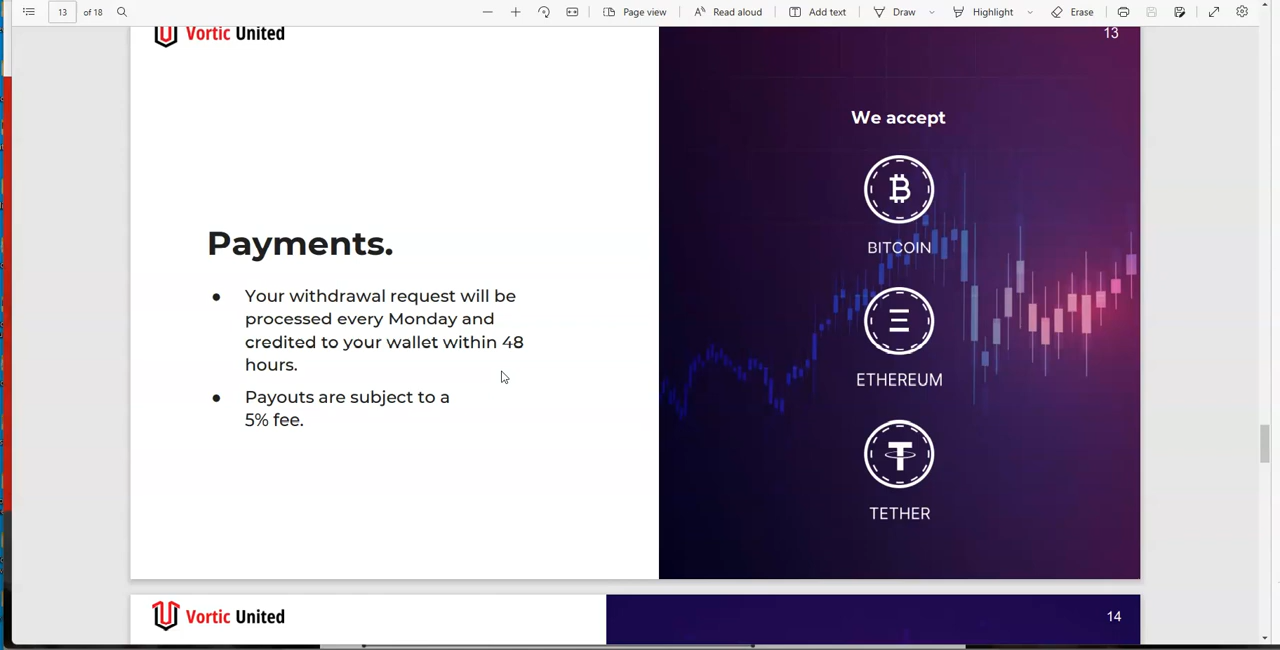 13 of 18 Page view Read aloud Add text Draw Highlight Erase
Vortic United
13
Payments.
● Your withdrawal request will be
processed every Monday and
credited to your wallet within 48
hours.
● Payouts are subject to a
5% fee.
We accept
BITCOIN
ETHEREUM
TETHER
Vortic United
14